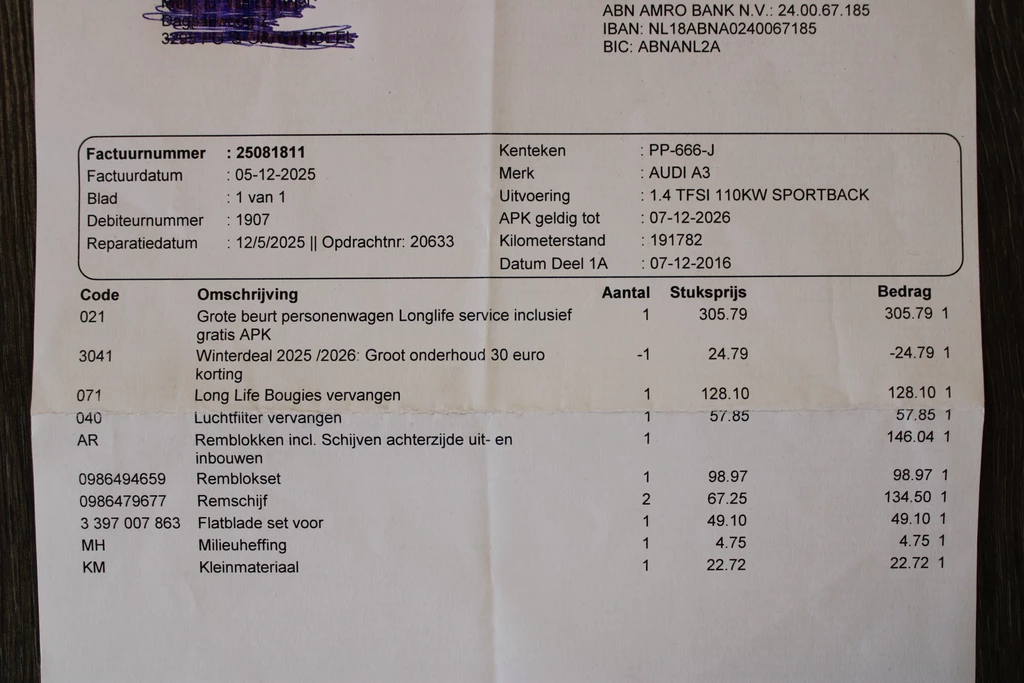 ABN AMRO BANK N.V.: 24.00.67.185
IBAN: NL18ABNA0240067185
BIC: ABNANL2A
Factuurnummer : 25081811
Factuurdatum : 05-12-2025
Blad : 1 van 1
Debiteurnummer : 1907
Reparatiedatum : 12/5/2025 || Opdrachtnr: 20633
Kenteken : PP-666-J
Merk : AUDI A3
Uitvoering : 1.4 TFSI 110KW SPORTBACK
APK geldig tot : 07-12-2026
Kilometerstand : 191782
Datum Deel 1A : 07-12-2016
Code Omschrijving Aantal Stuksprijs Bedrag
021 Grote beurt personenwagen Longlife service inclusief 1 305.79 305.79 1
gratis APK
3041 Winterdeal 2025 /2026: Groot onderhoud 30 euro -1 24.79 -24.79 1
korting
071 Long Life Bougies vervangen 1 128.10 128.10 1
040 Luchtfilter vervangen 1 57.85 57.85 1
AR Remblokken incl. Schijven achterzijde uit- en 1 146.04 1
inbouwen
0986494659 Remblokset 1 98.97 98.97 1
0986479677 Remschijf 2 67.25 134.50 1
3 397 007 863 Flatblade set voor 1 49.10 49.10 1
MH Milieuheffing 1 4.75 4.75 1
KM Kleinmateriaal 1 22.72 22.72 1